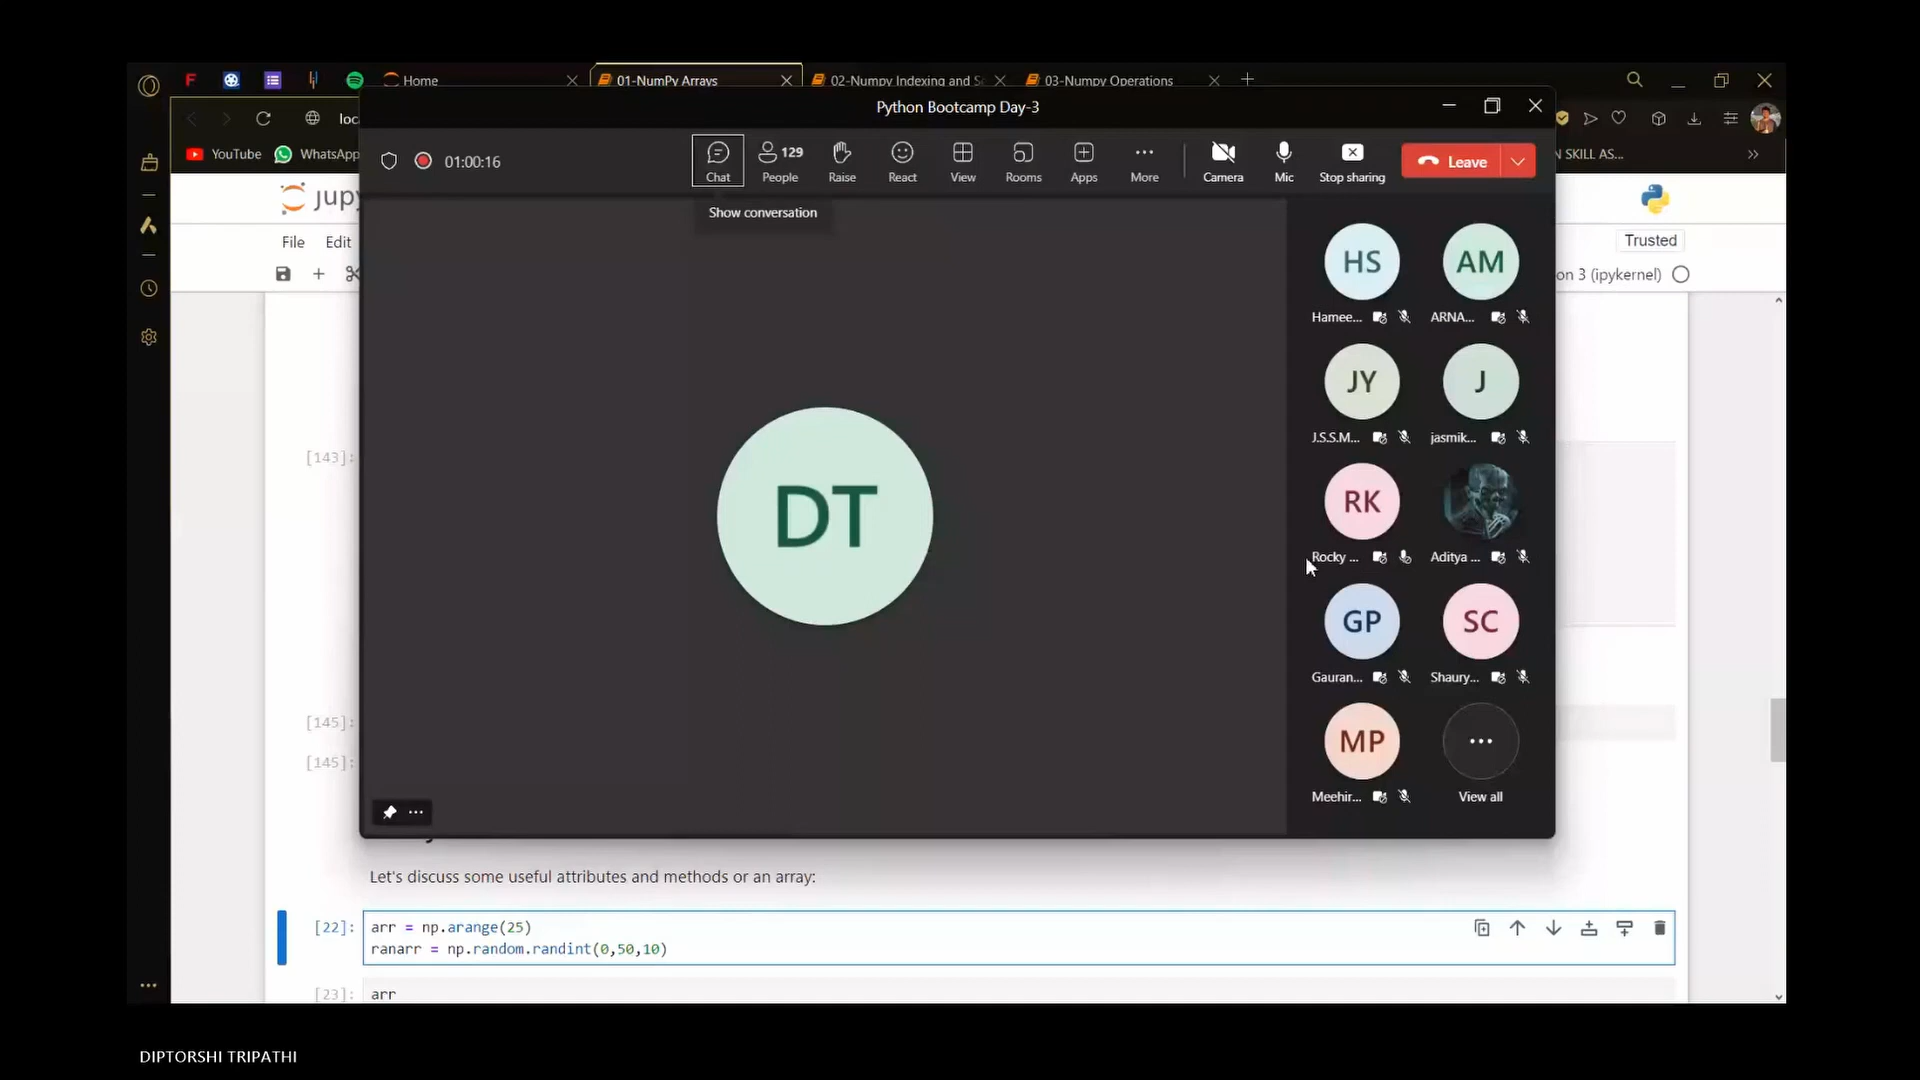 Home
01-NumPy Arrays
02-Numpy Indexing and Se
03-Numpy Operations
Python Bootcamp Day-3
YouTube
WhatsApp
N SKILL AS...
01:00:16
Chat
129
People
Raise
React
View
Rooms
Apps
More
Camera
Mic
Stop sharing
Leave
Show conversation
File
Edit
Trusted
on 3 (ipykernel)
HS
AM
Hamee...
ARNA...
JY
J
J.S.S.M...
jasmik...
RK
Rocky ...
Aditya ...
GP
SC
Gauran...
Shaury...
MP
Meehir...
View all
DT
[143]:
[145]:
[145]:
Let's discuss some useful attributes and methods or an array:
[22]:
arr = np.arange(25)
ranarr = np.random.randint(0,50,10)
[23]:
arr
DIPTORSHI TRIPATHI